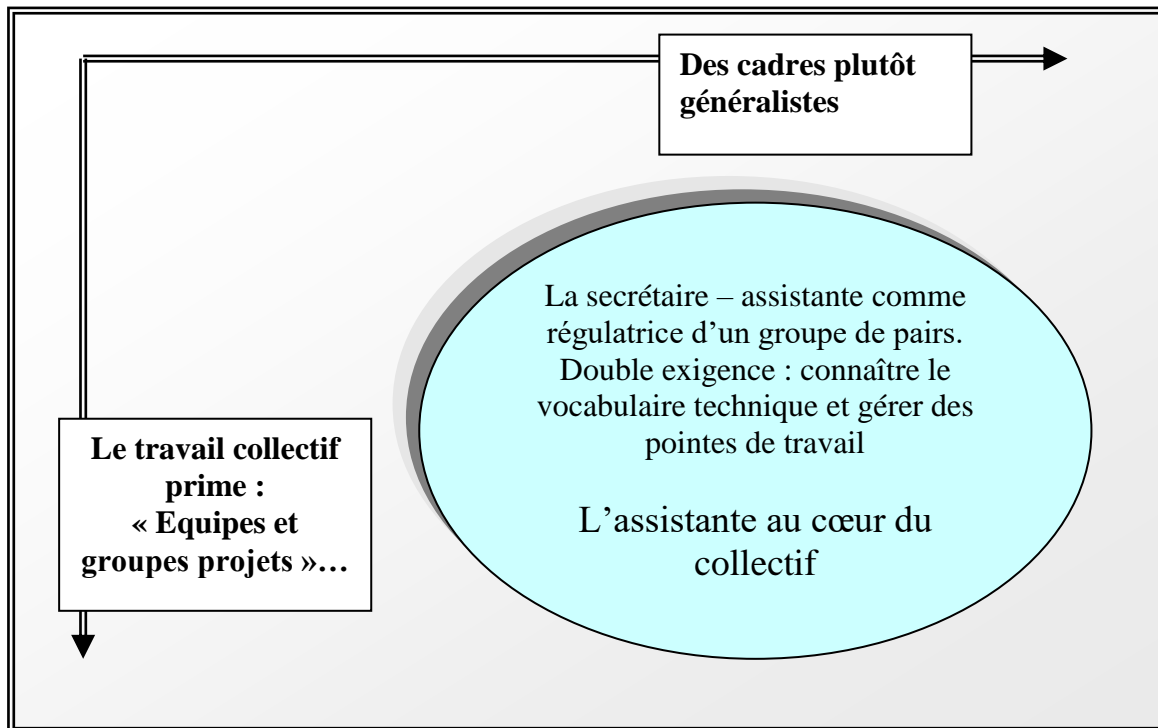 Des cadres plutôt
généralistes
La secrétaire – assistante comme
régulatrice d’un groupe de pairs.
Double exigence : connaître le
vocabulaire technique et gérer des
pointes de travail
L’assistante au cœur du
collectif
Le travail collectif
prime :
« Equipes et
groupes projets »…